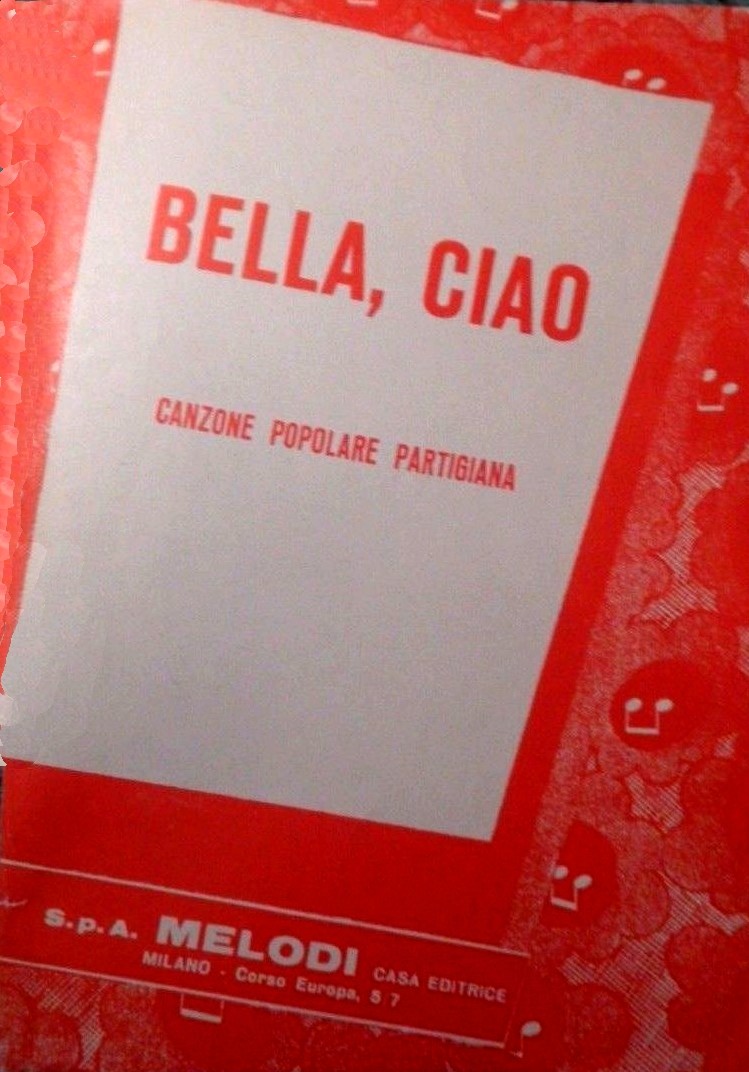 BELLA, CIAO
CANZONE POPOLARE PARTIGIANA
S.p.A. MELODI CASA EDITRICE
MILANO - Corso Europa, 5/7